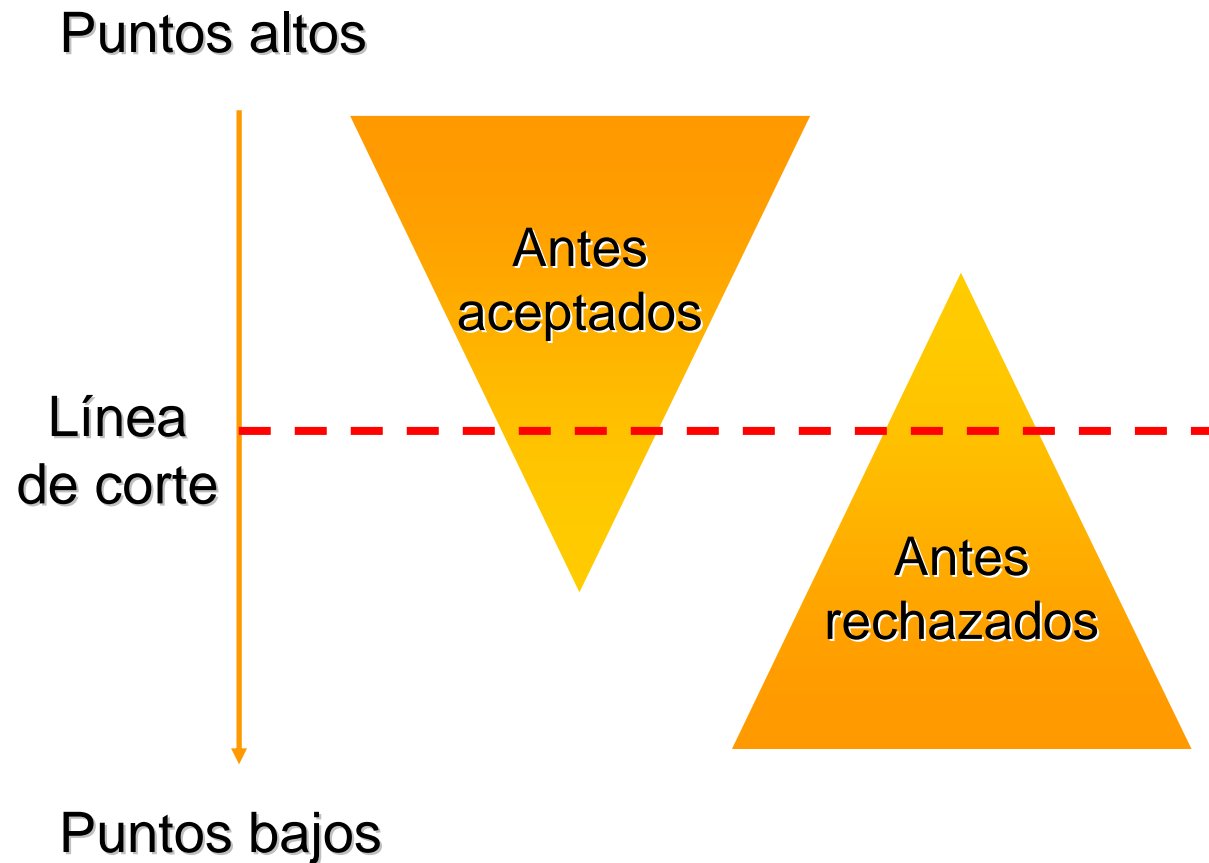 Puntos altos
Antes
aceptados
Línea
de corte
Antes
rechazados
Puntos bajos